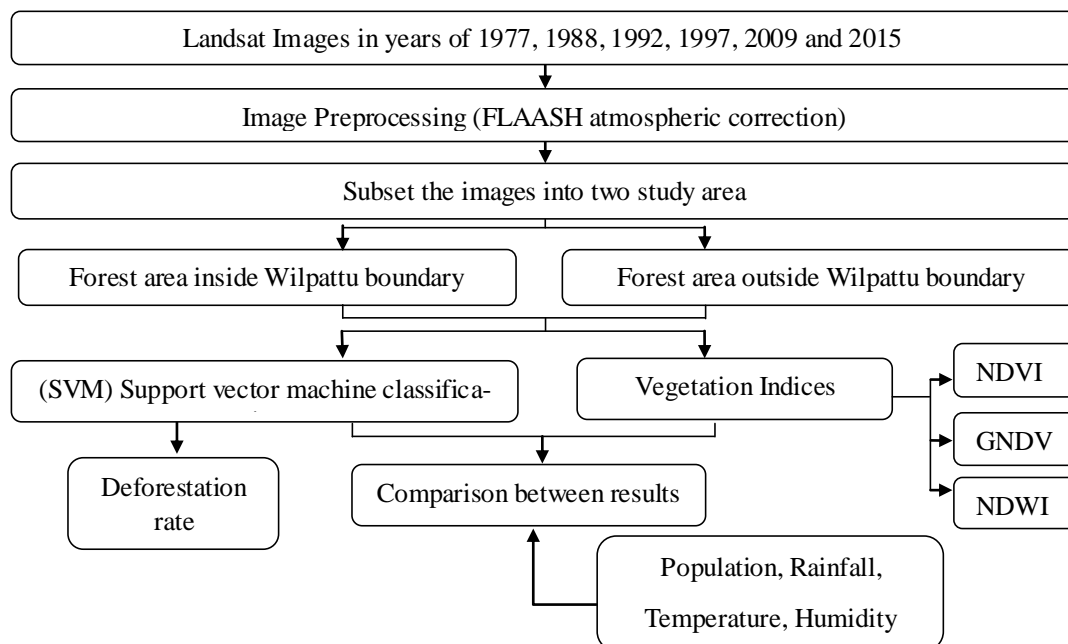 Landsat Images in years of 1977, 1988, 1992, 1997, 2009 and 2015
Image Preprocessing (FLAASH atmospheric correction)
Subset the images into two study area
Forest area inside Wilpattu boundary
Forest area outside Wilpattu boundary
(SVM) Support vector machine classifica-
Vegetation Indices
NDVI
GNDV
NDWI
Deforestation
rate
Comparison between results
Population, Rainfall,
Temperature, Humidity